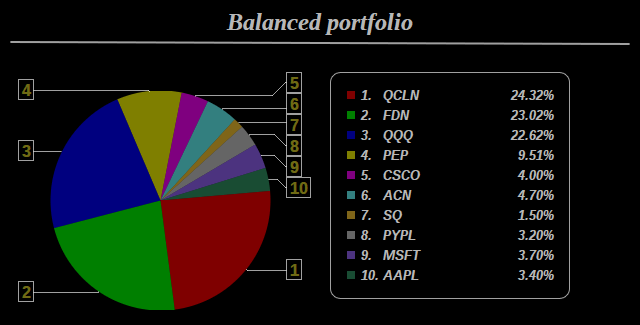 Balanced portfolio
4
3
2
5
6
7
8
9
10
1
1. QCLN 24.32%
2. FDN 23.02%
3. QQQ 22.62%
4. PEP 9.51%
5. CSCO 4.00%
6. ACN 4.70%
7. SQ 1.50%
8. PYPL 3.20%
9. MSFT 3.70%
10. AAPL 3.40%